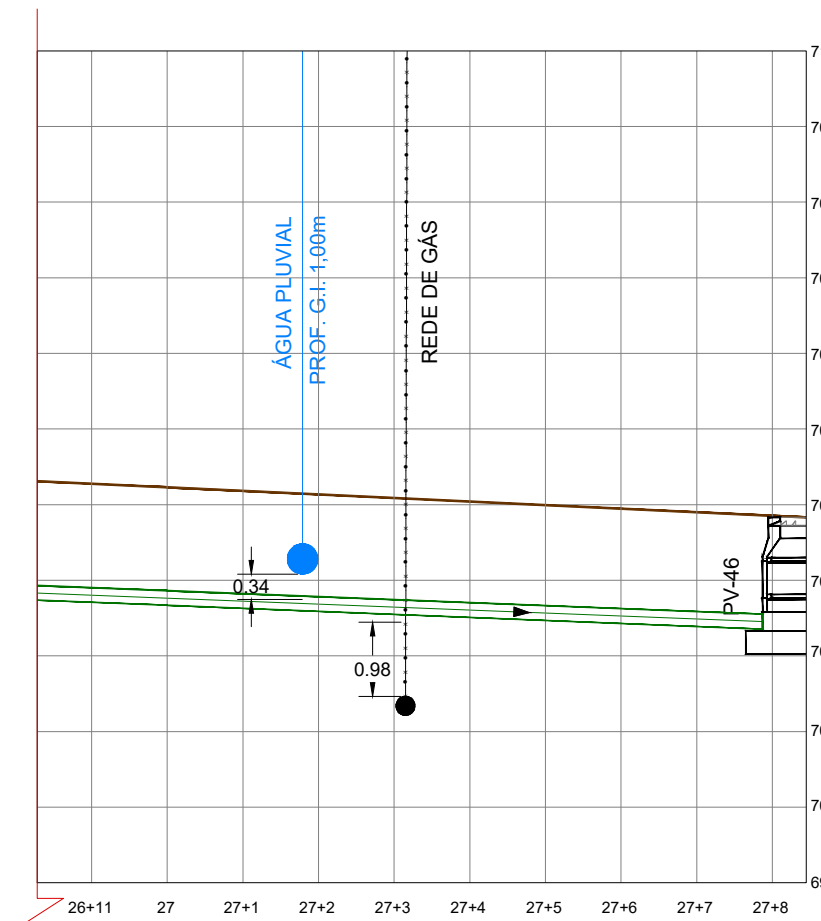 ÁGUA PLUVIAL
PROF. G.I. 1,00m
REDE DE GÁS
0.34
0.98
PV-46
26+11 27 27+1 27+2 27+3 27+4 27+5 27+6 27+7 27+8